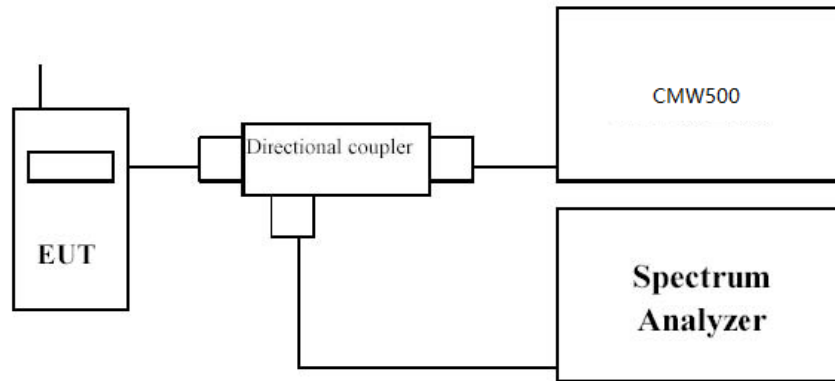 CMW500
Directional coupler
EUT
Spectrum
Analyzer